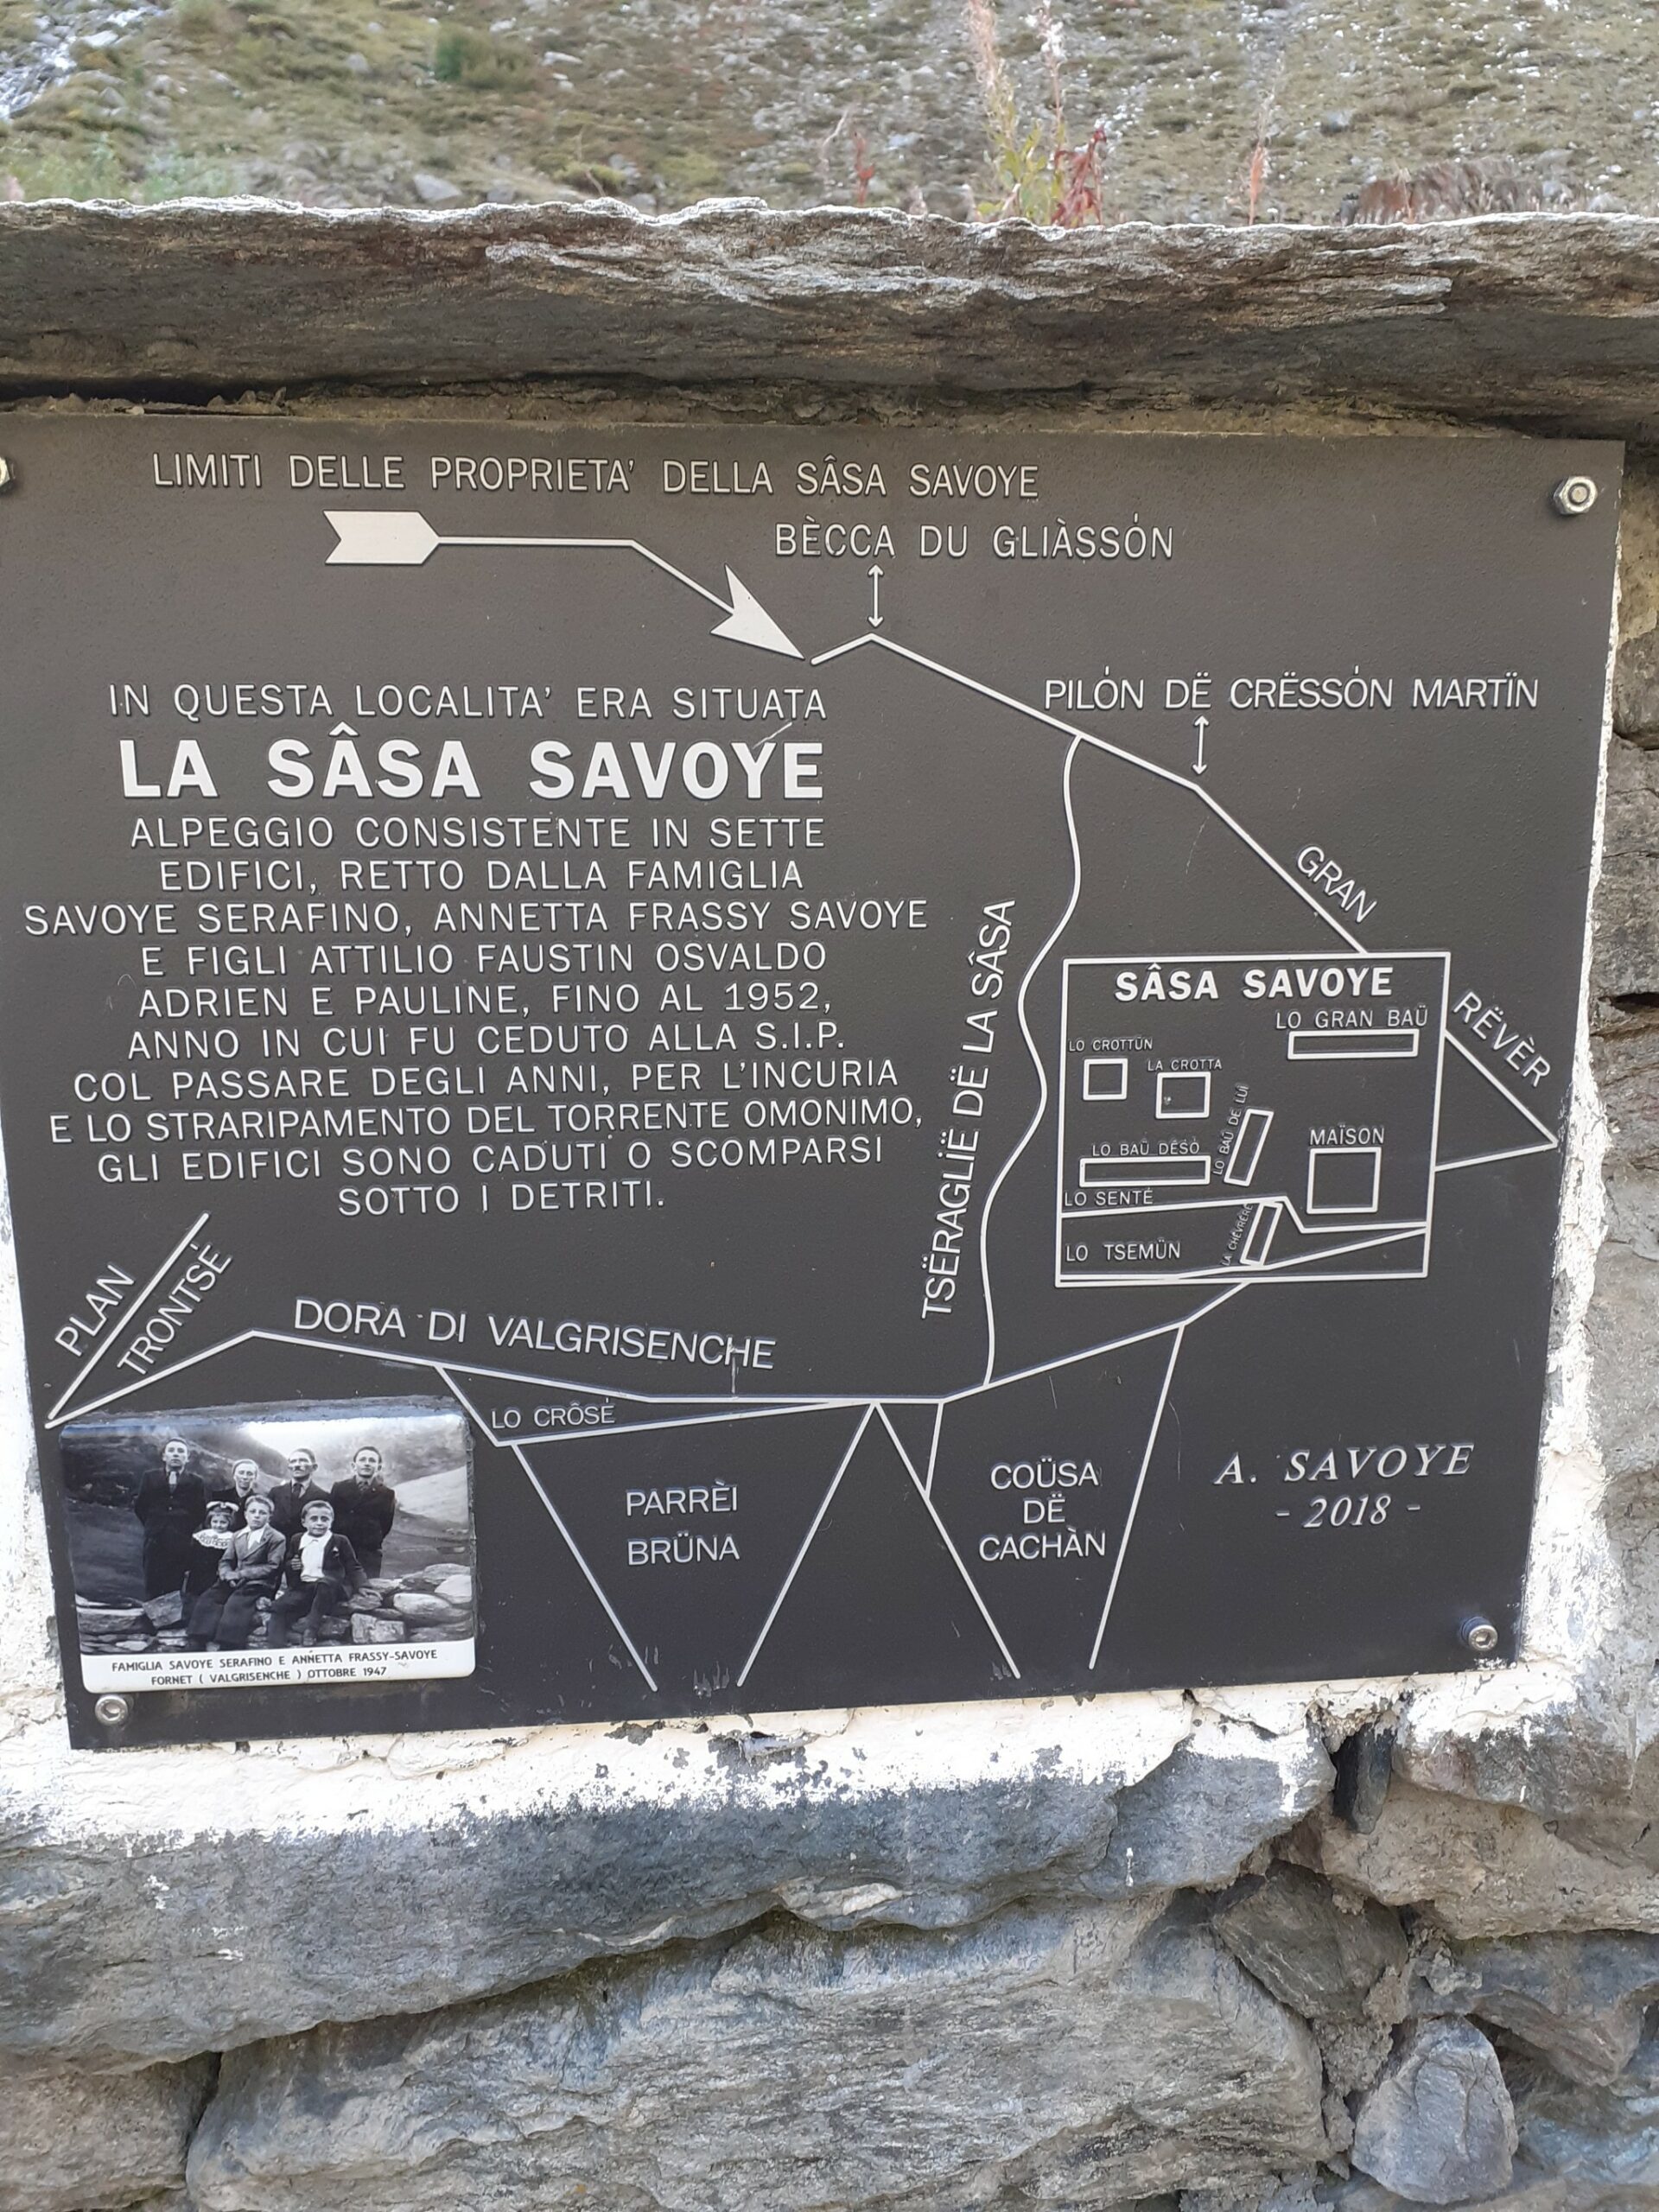 LIMITI DELLE PROPRIETA' DELLA SÂSA SAVOYE
BÈCCA DU GLIÀSSÓN
PILÓN DË CRËSSÓN MARTÏN
IN QUESTA LOCALITA' ERA SITUATA
LA SÂSA SAVOYE
ALPEGGIO CONSISTENTE IN SETTE
EDIFICI, RETTO DALLA FAMIGLIA
SAVOYE SERAFINO, ANNETTA FRASSY SAVOYE
E FIGLI ATTILIO FAUSTIN OSVALDO
ADRIEN E PAULINE, FINO AL 1952,
ANNO IN CUI FU CEDUTO ALLA S.I.P.
COL PASSARE DEGLI ANNI, PER L'INCURIA
E LO STRARIPAMENTO DEL TORRENTE OMONIMO,
GLI EDIFICI SONO CADUTI O SCOMPARSI
SOTTO I DETRITI.
GRAN
RËVÈR
TSËRAGLIË DË LA SÂSA
SÂSA SAVOYE
LO GRAN BAÜ
LO CROTTÜN
LA CROTTA
LO BAÜ DE LÜI
LO BAÜ DËSÒ
MAÏSON
LO SENTÉ
LA CHËVRËRË
LO TSEMÜN
PLAN
TRONTSÉ
DORA DI VALGRISENCHE
LO CRÔSÉ
PARRÈI
BRÜNA
COÜSA
DË
CACHÀN
A. SAVOYE
- 2018 -
FAMIGLIA SAVOYE SERAFINO E ANNETTA FRASSY-SAVOYE
FORNET ( VALGRISENCHE ) OTTOBRE 1947